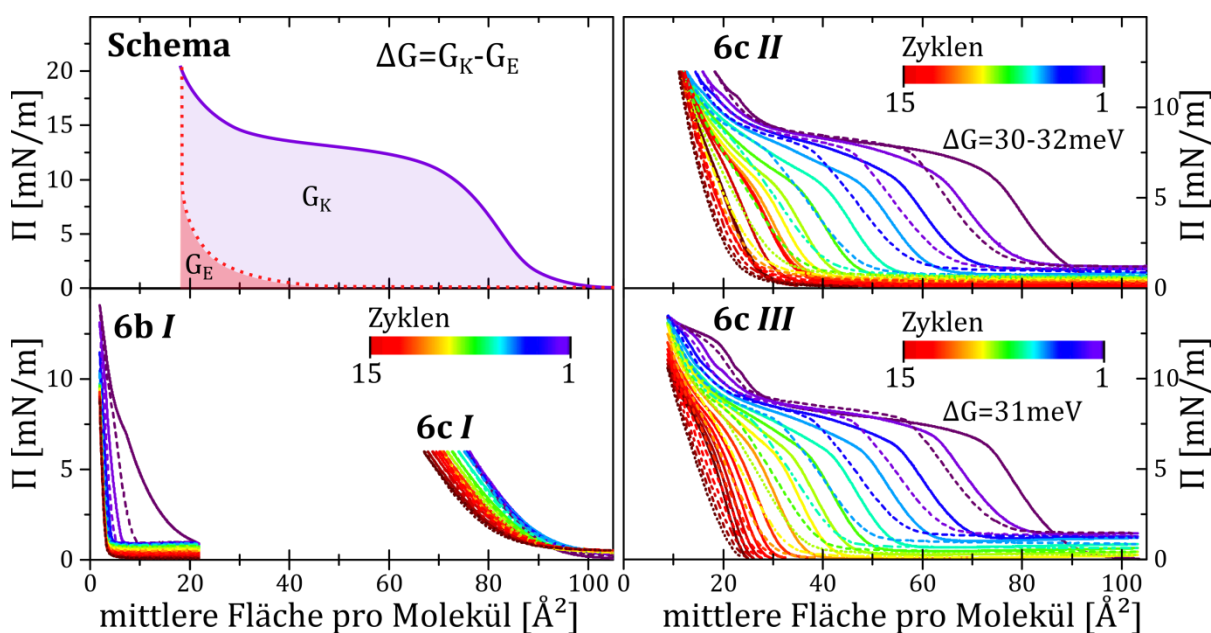 Schema
ΔG=G_K-G_E
G_K
G_E
Π [mN/m]
20
15
10
5
0
6c II
Zyklen
15 1
ΔG=30-32meV
Π [mN/m]
10
5
0
6b I
Zyklen
15 1
6c I
Π [mN/m]
10
5
0
0 20 40 60 80 100
mittlere Fläche pro Molekül [Å²]
6c III
Zyklen
15 1
ΔG=31meV
Π [mN/m]
10
5
0
20 40 60 80 100
mittlere Fläche pro Molekül [Å²]